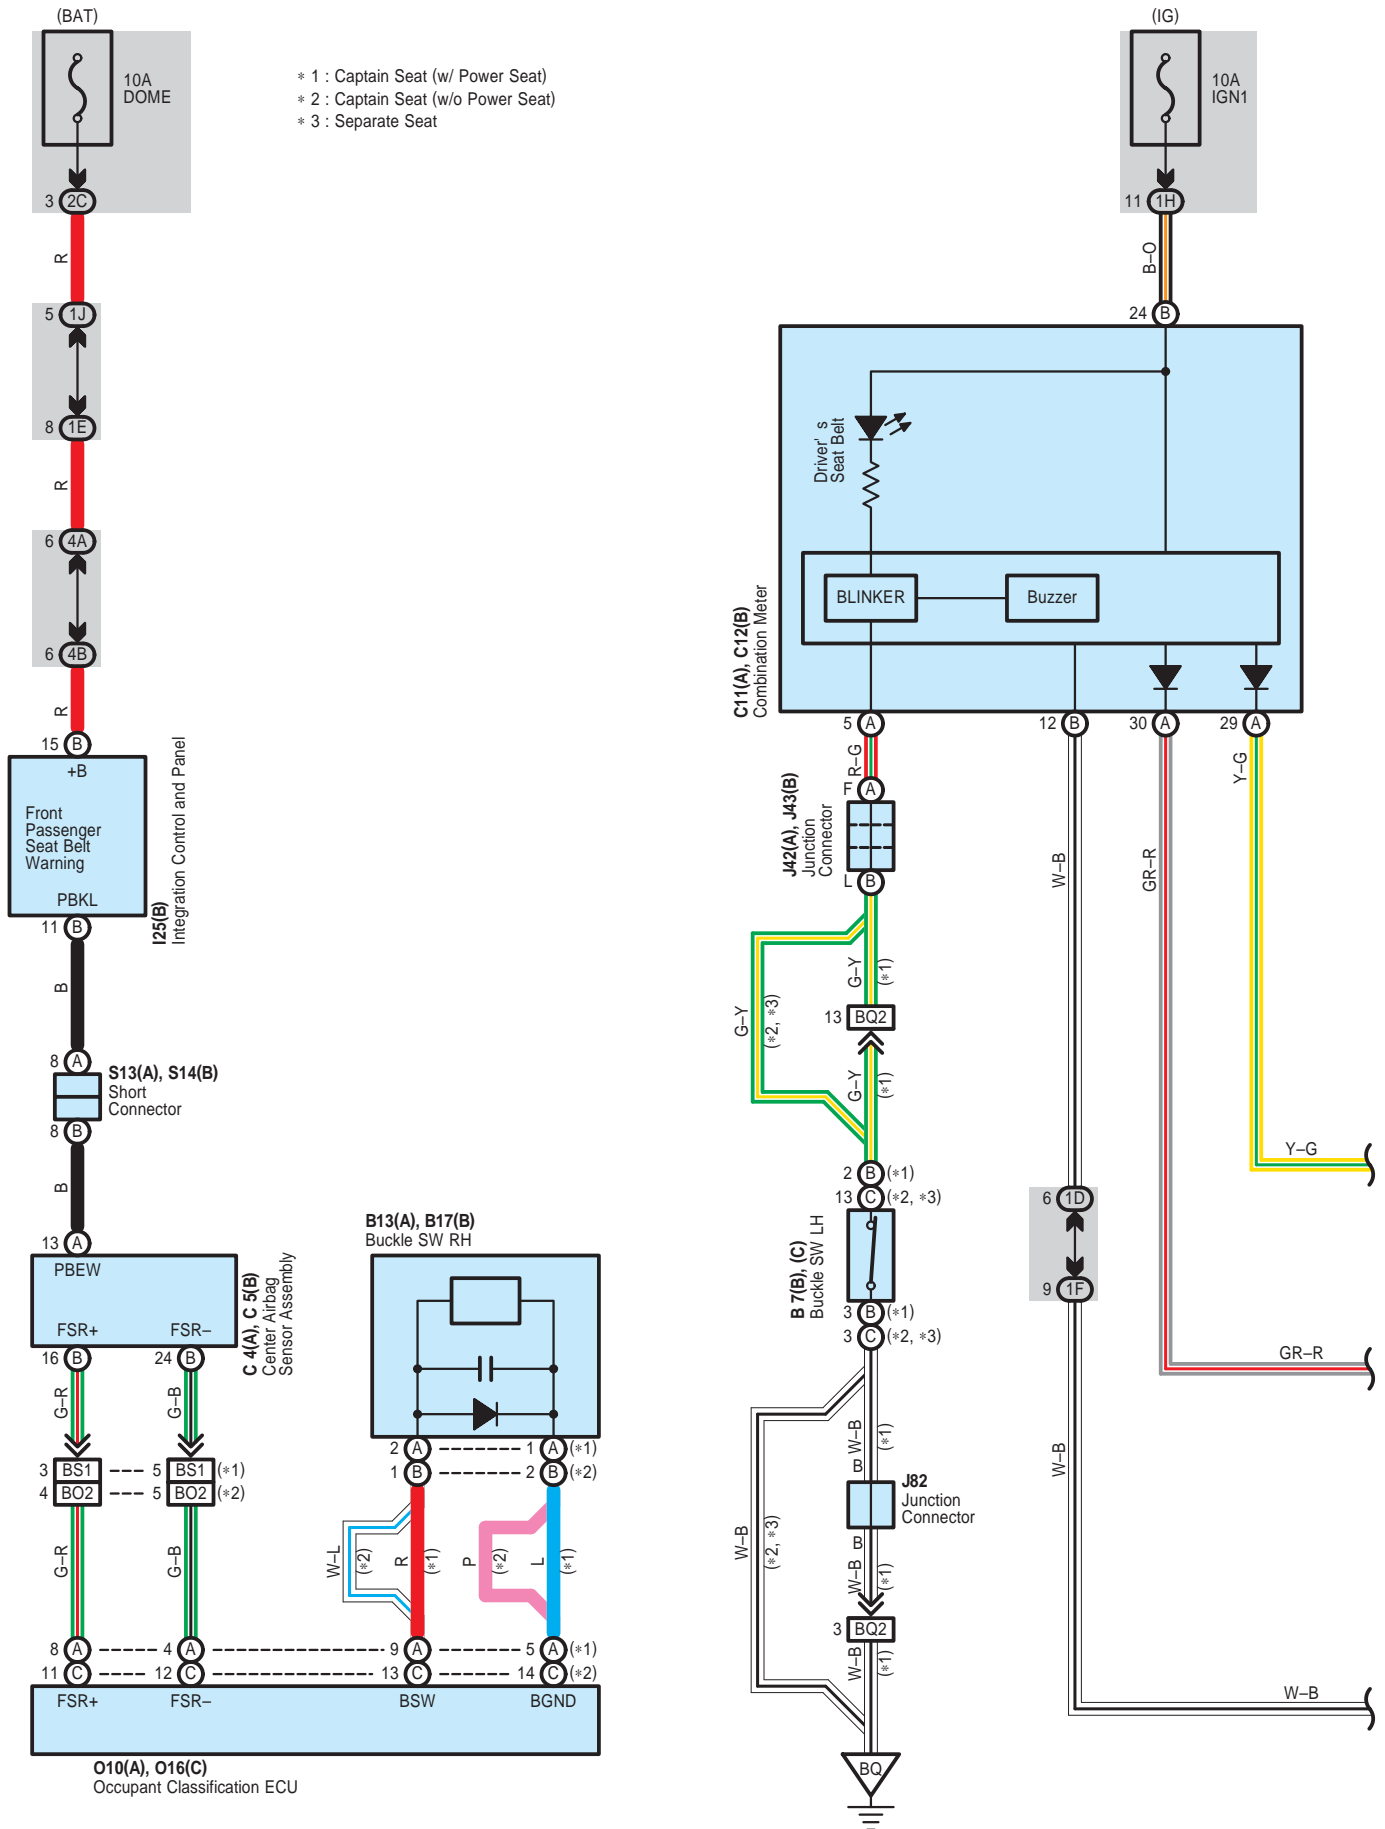 (BAT)
10A
DOME
3 2C
R
5 1J
8 1E
R
6 4A
6 4B
R
15 B
+B
Front
Passenger
Seat Belt
Warning
PBKL
I25(B)
Integration Control and Panel
11 B
B
8 A
S13(A), S14(B)
Short
Connector
8 B
B
13 A
PBEW
FSR+ FSR–
C 4(A), C 5(B)
Center Airbag
Sensor Assembly
16 B 24 B
G–R G–B
3 BS1 5 BS1 (*1)
4 BO2 5 BO2 (*2)
G–R G–B
B13(A), B17(B)
Buckle SW RH
2 A 1 A (*1)
1 B 2 B (*2)
W–L (*2) R (*1) P (*2) L (*1)
8 A 4 A 9 A 5 A (*1)
11 C 12 C 13 C 14 C (*2)
FSR+ FSR– BSW BGND
O10(A), O16(C)
Occupant Classification ECU
* 1 : Captain Seat (w/ Power Seat)
* 2 : Captain Seat (w/o Power Seat)
* 3 : Separate Seat
(IG)
10A
IGN1
11 1H
B–O
24 B
Driver' s
Seat Belt
BLINKER Buzzer
C11(A), C12(B)
Combination Meter
5 A 12 B 30 A 29 A
R–G
F A
J42(A), J43(B)
Junction
Connector
L B
G–Y (*1)
G–Y (*2, *3)
13 BQ2
G–Y (*1)
2 B (*1)
13 C (*2, *3)
B 7(B), (C)
Buckle SW LH
3 B (*1)
3 C (*2, *3)
W–B (*1)
W–B (*2, *3)
B
J82
Junction
Connector
B
W–B (*1)
3 BQ2
W–B (*1)
BQ
W–B
6 1D
9 1F
W–B
W–B
GR–R
GR–R
Y–G
Y–G